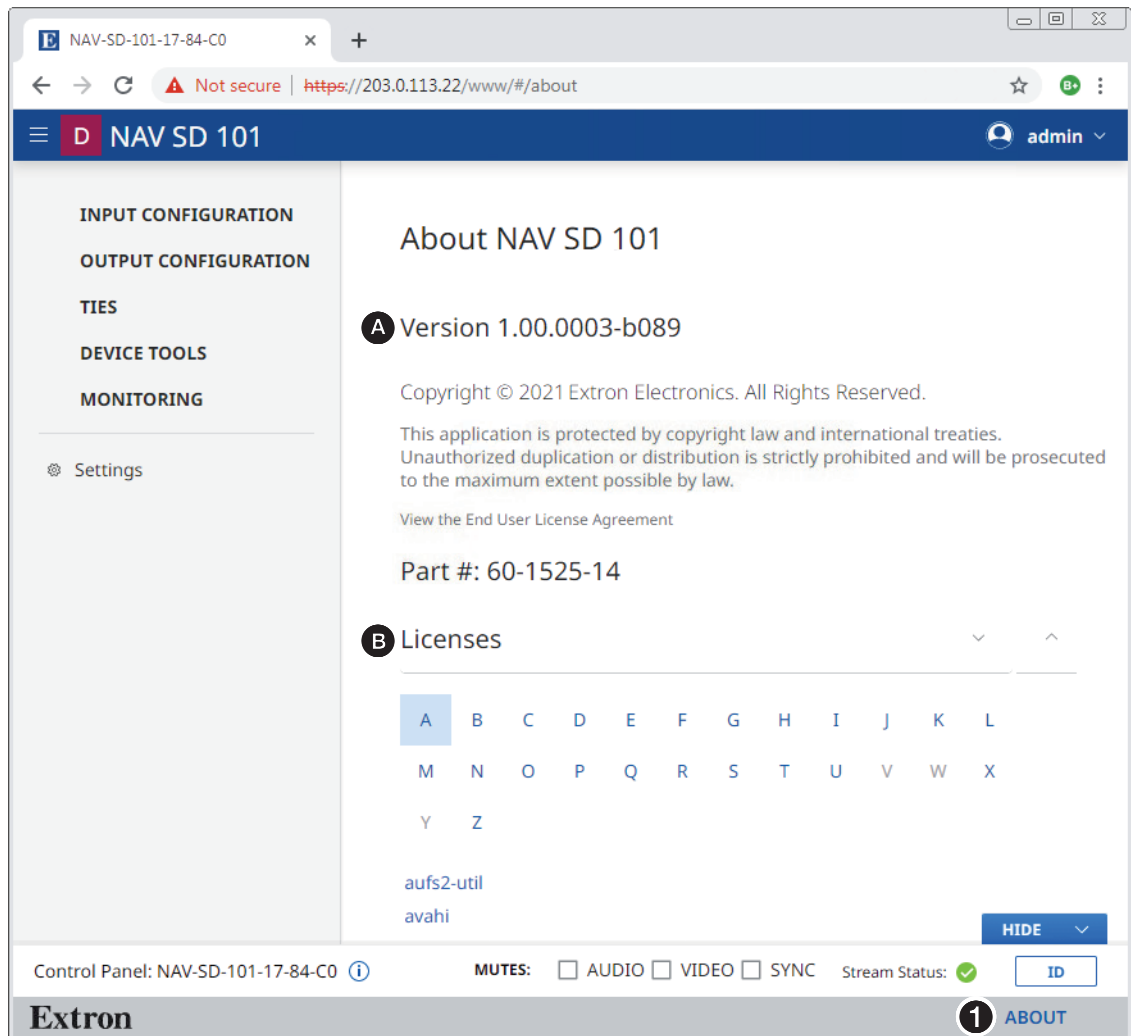 NAV-SD-101-17-84-C0
Not secure | https://203.0.113.22/www/#/about
B+
D NAV SD 101
admin
INPUT CONFIGURATION
OUTPUT CONFIGURATION
TIES
DEVICE TOOLS
MONITORING
Settings
About NAV SD 101
A Version 1.00.0003-b089
Copyright © 2021 Extron Electronics. All Rights Reserved.
This application is protected by copyright law and international treaties.
Unauthorized duplication or distribution is strictly prohibited and will be prosecuted
to the maximum extent possible by law.
View the End User License Agreement
Part #: 60-1525-14
B Licenses
A B C D E F G H I J K L
M N O P Q R S T U V W X
Y Z
aufs2-util
avahi
HIDE
Control Panel: NAV-SD-101-17-84-C0 MUTES: AUDIO VIDEO SYNC Stream Status: ID
Extron 1 ABOUT